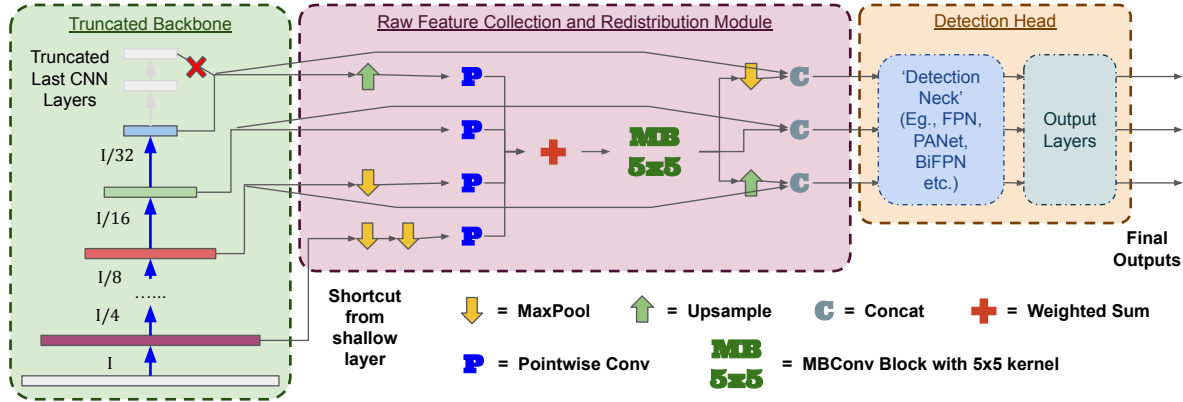 Truncated Backbone
Truncated
Last CNN
Layers
I/32
I/16
I/8
......
I/4
I
Raw Feature Collection and Redistribution Module
P
P
P
P
MB
5x5
C
C
C
Detection Head
'Detection
Neck'
(Eg., FPN,
PANet,
BiFPN
etc.)
Output
Layers
Final
Outputs
Shortcut
from
shallow
layer
= MaxPool
= Upsample
C = Concat
= Weighted Sum
P = Pointwise Conv
MB
5x5 = MBConv Block with 5x5 kernel